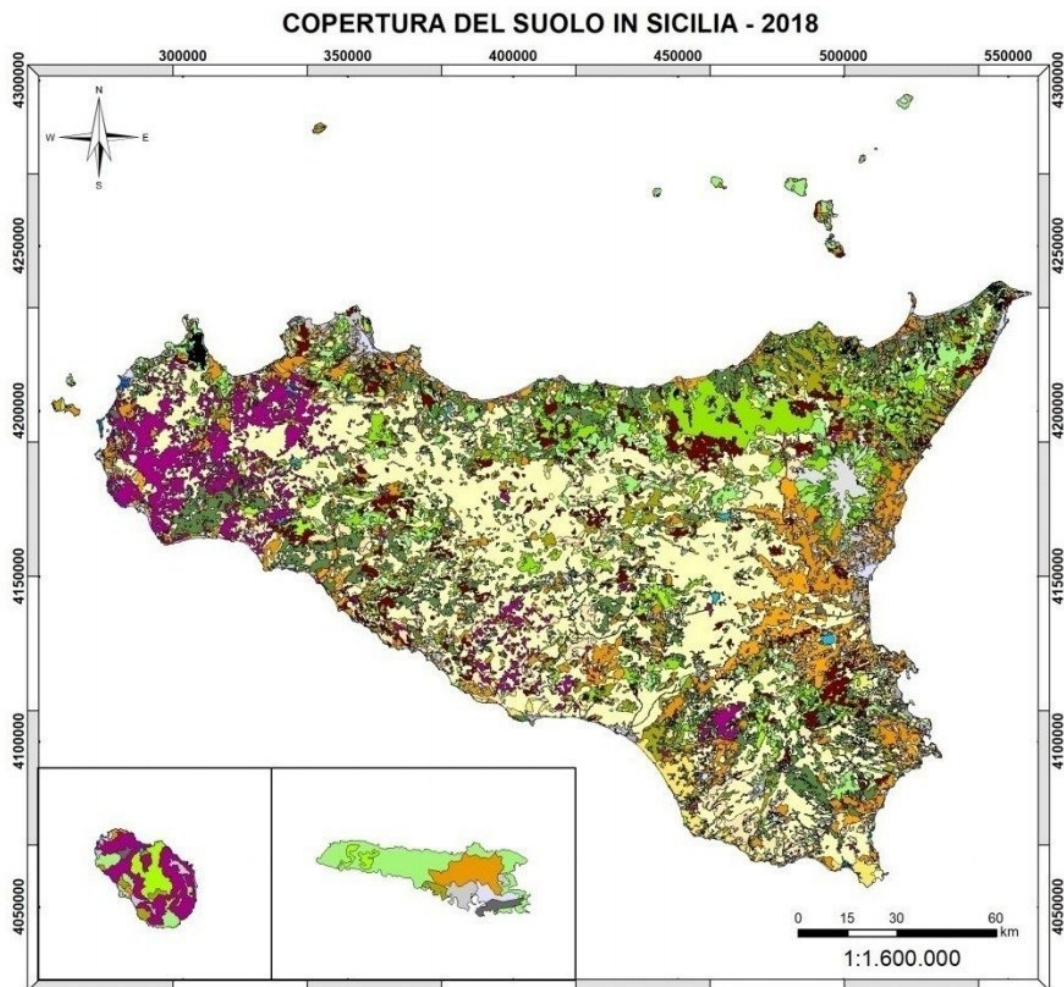 COPERTURA DEL SUOLO IN SICILIA - 2018
300000 350000 400000 450000 500000 550000
4300000 4300000
N
W E
S
4250000 4250000
4200000 4200000
4150000 4150000
4100000 4100000
4050000 4050000
0 15 30 60
km
1:1.600.000